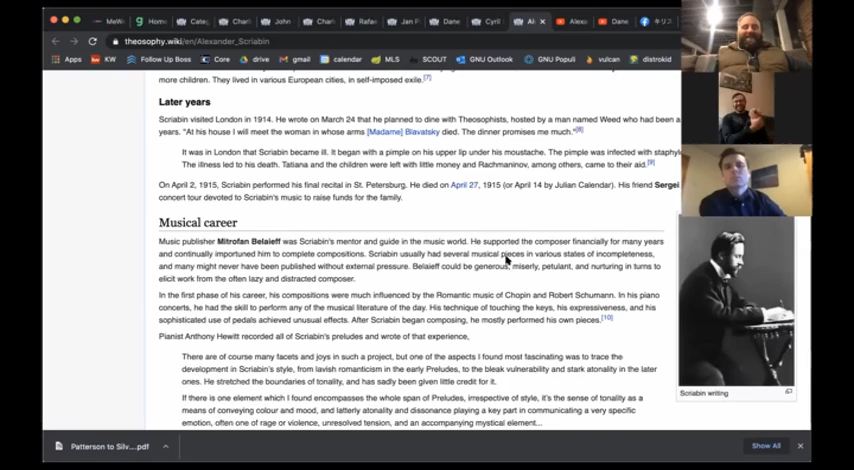 MeWe
Home
Categ
Charli
John
Charl
Rafae
Jan F
Dane
Cyril
Al
Alexa
Dane
theosophy.wiki/en/Alexander_Scriabin
Apps KW Follow Up Boss Core drive gmail calendar MLS SCOUT GNU Outlook GNU Populi vulcan distrokid
more children. They lived in various European cities, in self-imposed exile.[7]
Later years
Scriabin visited London in 1914. He wrote on March 24 that he planned to dine with Theosophists, hosted by a man named Weed who had been a
years. "At his house I will meet the woman in whose arms [Madame] Blavatsky died. The dinner promises me much."[8]
It was in London that Scriabin became ill. It began with a pimple on his upper lip under his moustache. The pimple was infected with staphyl
The illness led to his death. Tatiana and the children were left with little money and Rachmaninov, among others, came to their aid.[9]
On April 2, 1915, Scriabin performed his final recital in St. Petersburg. He died on April 27, 1915 (or April 14 by Julian Calendar). His friend Sergei
concert tour devoted to Scriabin's music to raise funds for the family.
Musical career
Music publisher Mitrofan Belaieff was Scriabin's mentor and guide in the music world. He supported the composer financially for many years
and continually importuned him to complete compositions. Scriabin usually had several musical pieces in various states of incompleteness,
and many might never have been published without external pressure. Belaieff could be generous, miserly, petulant, and nurturing in turns to
elicit work from the often lazy and distracted composer.
In the first phase of his career, his compositions were much influenced by the Romantic music of Chopin and Robert Schumann. In his piano
concerts, he had the skill to perform any of the musical literature of the day. His technique of touching the keys, his expressiveness, and his
sophisticated use of pedals achieved unusual effects. After Scriabin began composing, he mostly performed his own pieces.[10]
Pianist Anthony Hewitt recorded all of Scriabin's preludes and wrote of that experience,
There are of course many facets and joys in such a project, but one of the aspects I found most fascinating was to trace the
development in Scriabin's style, from lavish romanticism in the early Preludes, to the bleak vulnerability and stark atonality in the later
ones. He stretched the boundaries of tonality, and has sadly been given little credit for it.
If there is one element which I found encompasses the whole span of Preludes, irrespective of style, it's the sense of tonality as a
means of conveying colour and mood, and latterly atonality and dissonance playing a key part in communicating a very specific
emotion, often one of rage or violence, unresolved tension, and an accompanying mystical element...
Scriabin writing
Patterson to Silv....pdf
Show All